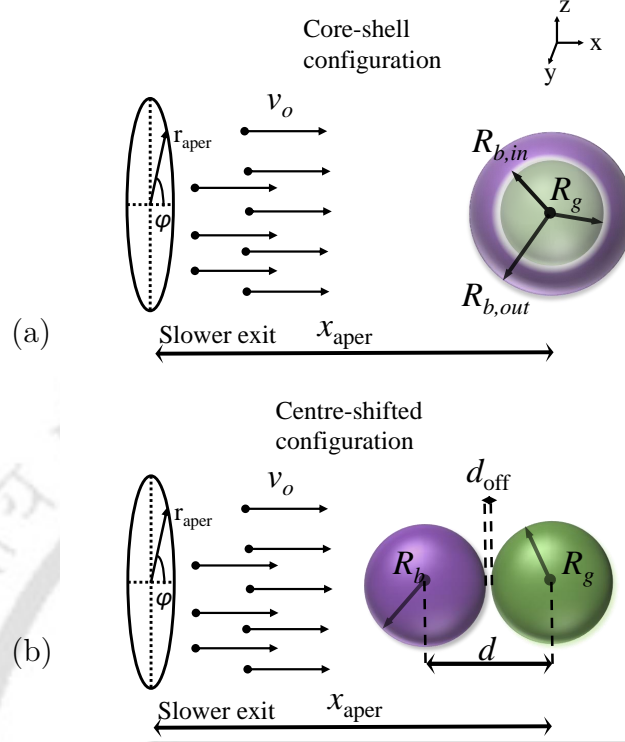 Core-shell
configuration
z
x
y
v_o
r_aper
φ
R_b,in
R_g
R_b,out
(a)
Slower exit
x_aper
Centre-shifted
configuration
v_o
d_off
r_aper
φ
R_b
R_g
(b)
d
Slower exit
x_aper